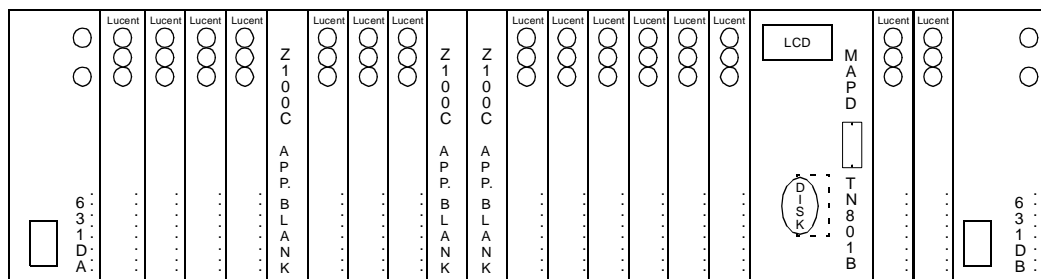 Lucent Lucent Lucent Lucent Lucent Lucent Lucent Lucent Lucent Lucent Lucent Lucent Lucent Lucent Lucent
631DA
Z100C APP. BLANK
Z100C APP. BLANK
Z100C APP. BLANK
LCD
DISK
MAPD TN801B
631DB